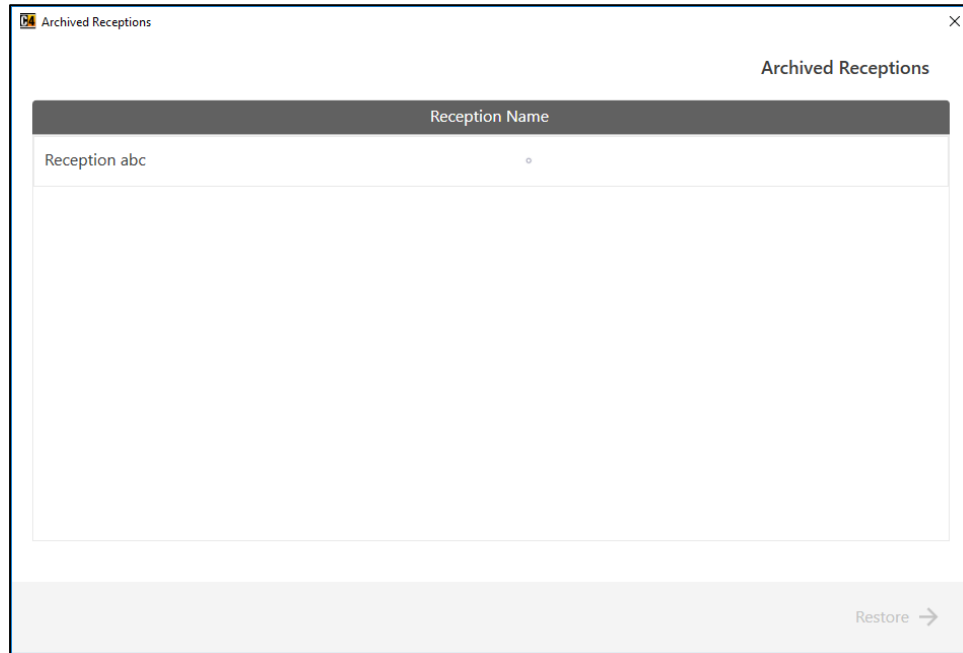 C4 Archived Receptions
Archived Receptions
Reception Name
Reception abc
Restore